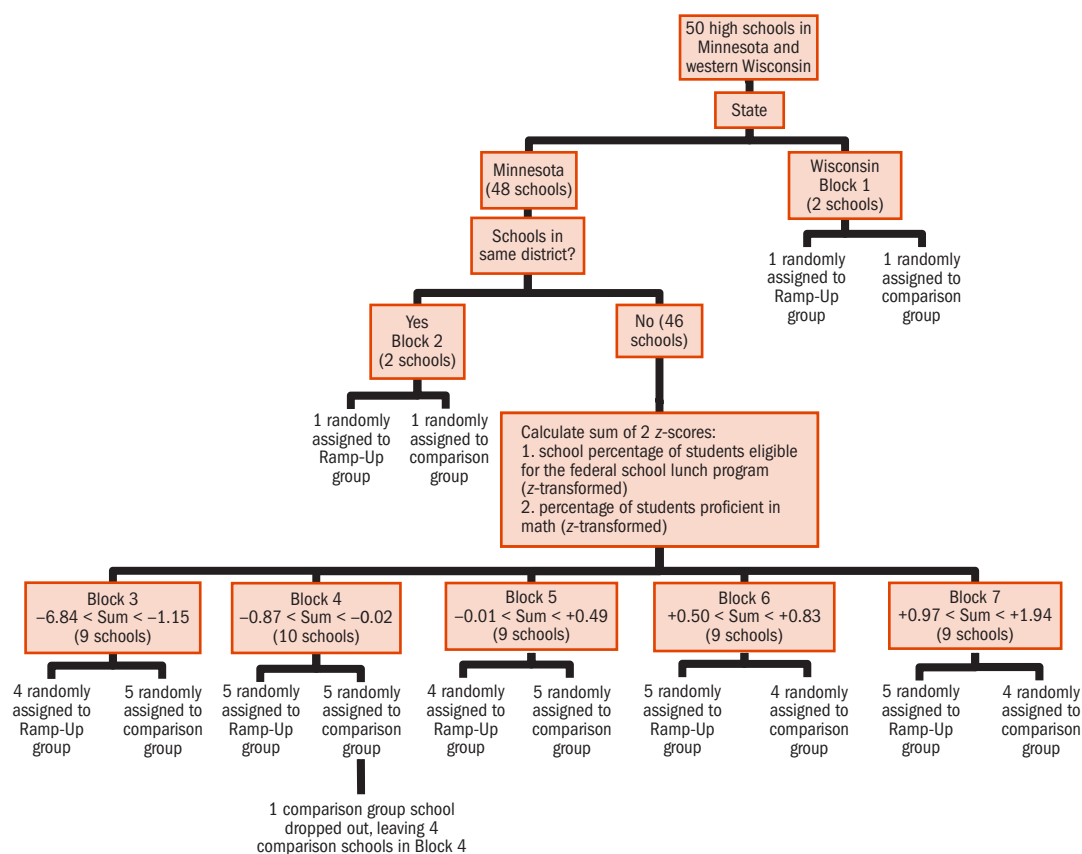 50 high schools in
Minnesota and
western Wisconsin
State
Minnesota
(48 schools)
Wisconsin
Block 1
(2 schools)
Schools in
same district?
1 randomly
assigned to
Ramp-Up
group
1 randomly
assigned to
comparison
group
Yes
Block 2
(2 schools)
No (46
schools)
1 randomly
assigned to
Ramp-Up
group
1 randomly
assigned to
comparison
group
Calculate sum of 2 z-scores:
1. school percentage of students eligible
for the federal school lunch program
(z-transformed)
2. percentage of students proficient in
math (z-transformed)
Block 3
−6.84 < Sum < −1.15
(9 schools)
Block 4
−0.87 < Sum < −0.02
(10 schools)
Block 5
−0.01 < Sum < +0.49
(9 schools)
Block 6
+0.50 < Sum < +0.83
(9 schools)
Block 7
+0.97 < Sum < +1.94
(9 schools)
4 randomly
assigned to
Ramp-Up
group
5 randomly
assigned to
comparison
group
5 randomly
assigned to
Ramp-Up
group
5 randomly
assigned to
comparison
group
4 randomly
assigned to
Ramp-Up
group
5 randomly
assigned to
comparison
group
5 randomly
assigned to
Ramp-Up
group
4 randomly
assigned to
comparison
group
5 randomly
assigned to
Ramp-Up
group
4 randomly
assigned to
comparison
group
1 comparison group school
dropped out, leaving 4
comparison schools in Block 4